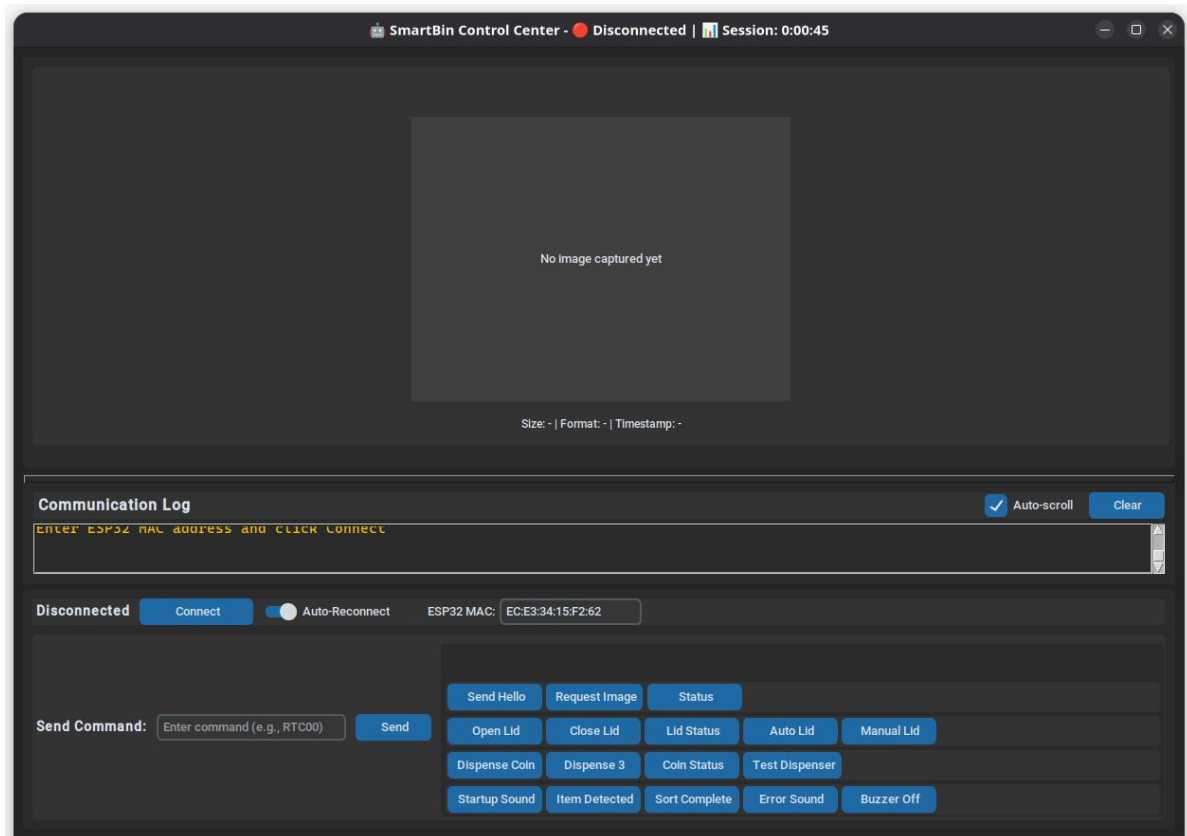 🤖 SmartBin Control Center - 🔴 Disconnected | 📊 Session: 0:00:45
No image captured yet
Size: - | Format: - | Timestamp: -
Communication Log
Auto-scroll
Clear
Enter ESP32 MAC address and click Connect
Disconnected
Connect
Auto-Reconnect
ESP32 MAC:
EC:E3:34:15:F2:62
Send Hello
Request Image
Status
Send Command:
Enter command (e.g., RTC00)
Send
Open Lid
Close Lid
Lid Status
Auto Lid
Manual Lid
Dispense Coin
Dispense 3
Coin Status
Test Dispenser
Startup Sound
Item Detected
Sort Complete
Error Sound
Buzzer Off